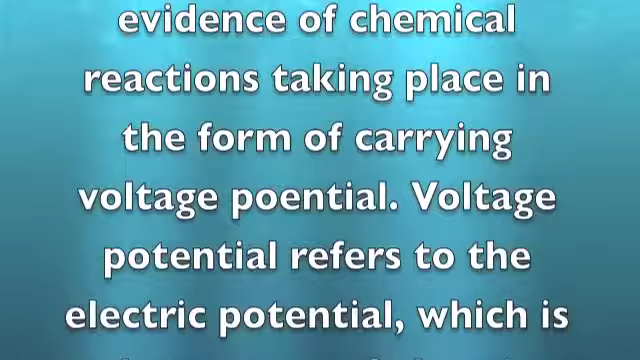 evidence of chemical
reactions taking place in
the form of carrying
voltage poential. Voltage
potential refers to the
electric potential, which is